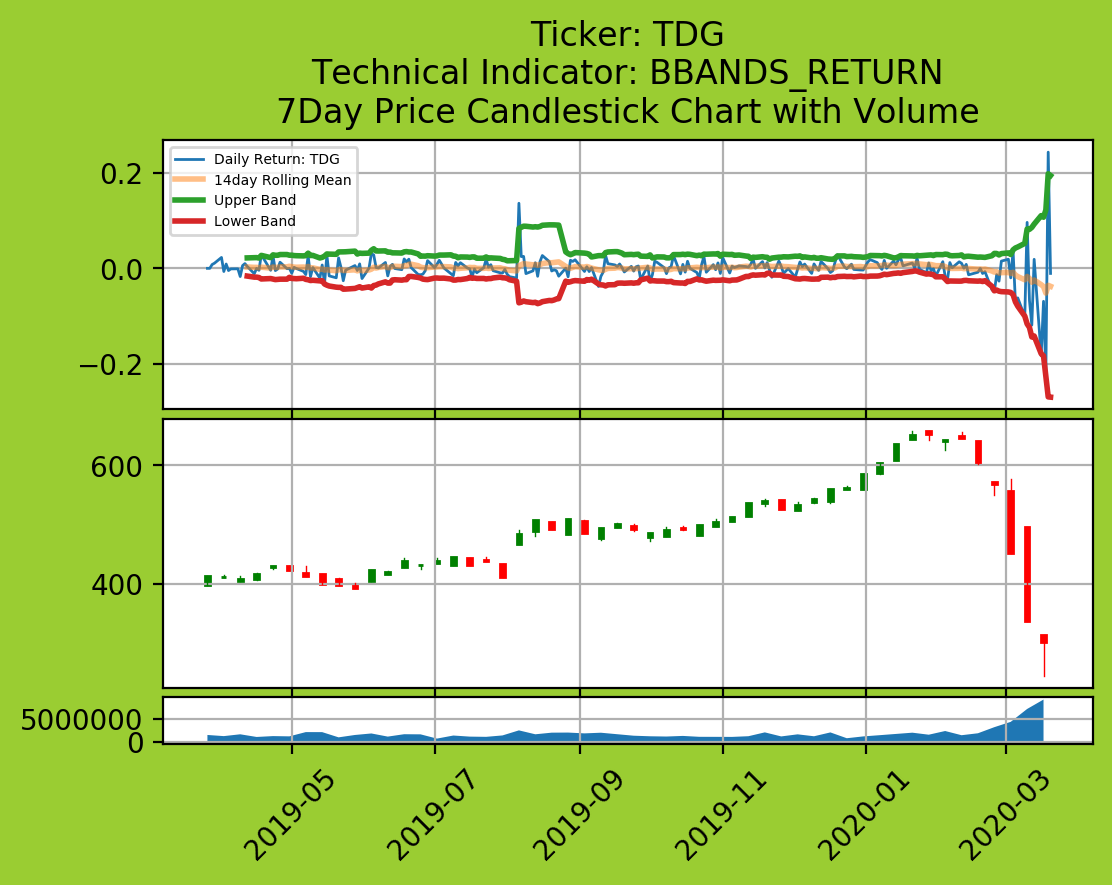 Ticker: TDG
Technical Indicator: BBANDS_RETURN
7Day Price Candlestick Chart with Volume
Daily Return: TDG
14day Rolling Mean
Upper Band
Lower Band
0.2
0.0
−0.2
600
400
5000000
0
2019-05
2019-07
2019-09
2019-11
2020-01
2020-03